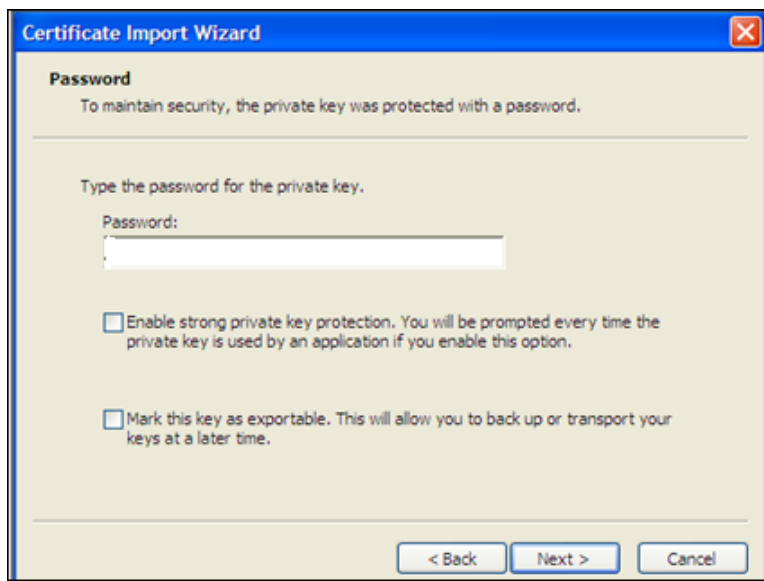 Certificate Import Wizard
Password
To maintain security, the private key was protected with a password.
Type the password for the private key.
Password:
Enable strong private key protection. You will be prompted every time the
private key is used by an application if you enable this option.
Mark this key as exportable. This will allow you to back up or transport your
keys at a later time.
< Back Next > Cancel